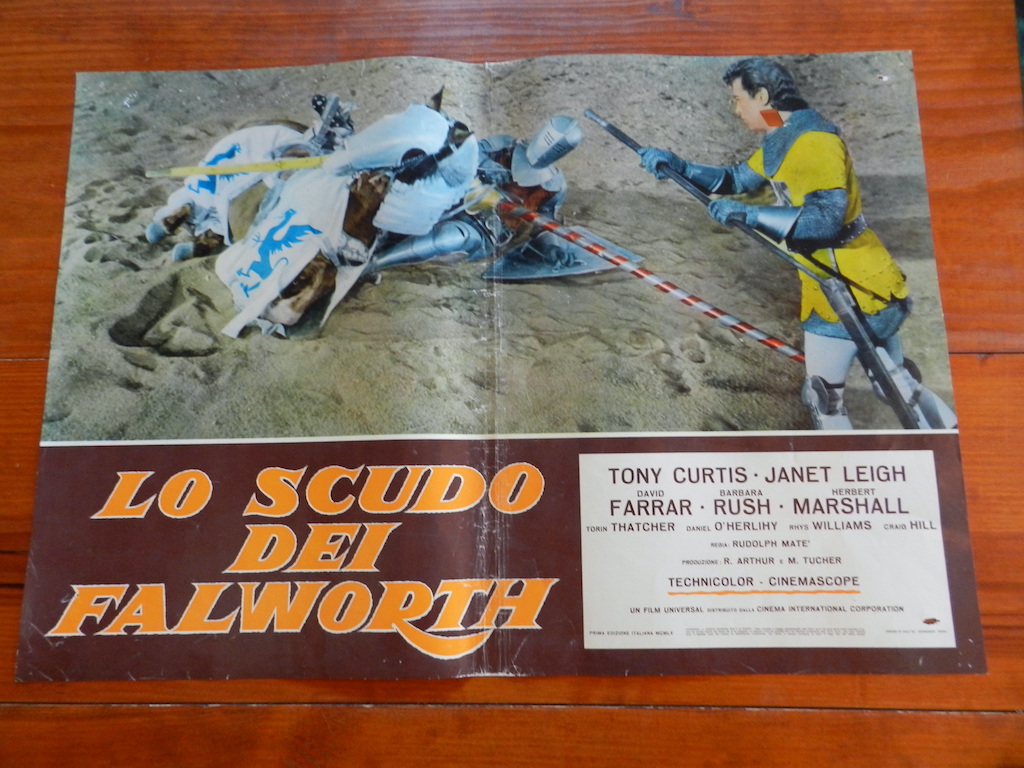 LO SCUDO
DEI
FALWORTH
TONY CURTIS · JANET LEIGH
DAVID FARRAR · BARBARA RUSH · HERBERT MARSHALL
TORIN THATCHER DANIEL O'HERLIHY RHYS WILLIAMS CRAIG HILL
REGIA: RUDOLPH MATE'
PRODUZIONE: R. ARTHUR E M. TUCHER
TECHNICOLOR - CINEMASCOPE
UN FILM UNIVERSAL DISTRIBUITO DALLA CINEMA INTERNATIONAL CORPORATION
PRIMA EDIZIONE ITALIANA